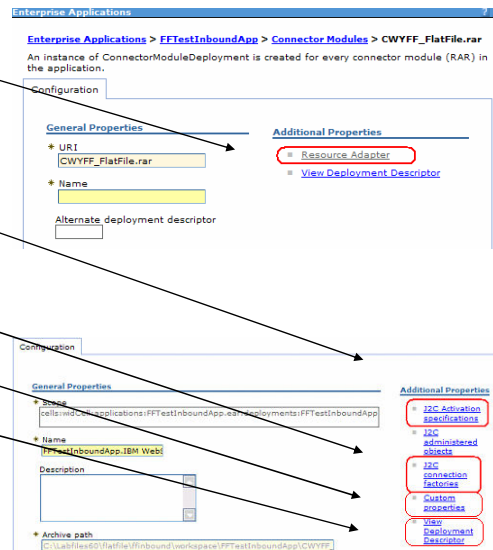 Enterprise Applications ?
Enterprise Applications > FFTestInboundApp > Connector Modules > CWYFF_FlatFile.rar
An instance of ConnectorModuleDeployment is created for every connector module (RAR) in
the application.
Configuration
General Properties
* URI
CWYFF_FlatFile.rar
* Name
Alternate deployment descriptor
Additional Properties
Resource Adapter
View Deployment Descriptor
Configuration
General Properties
* Scope
cells:widCell:applications:FFTestInboundApp.ear:deployments:FFTestInboundApp
* Name
FFTestInboundApp.IBM WebS
Description
* Archive path
C:\Labfiles60\flatfile\ffinbound\workspace\FFTestInboundApp\CWYFF_
Additional Properties
J2C Activation
specifications
J2C
administered
objects
J2C
connection
factories
Custom
properties
View
Deployment
Descriptor